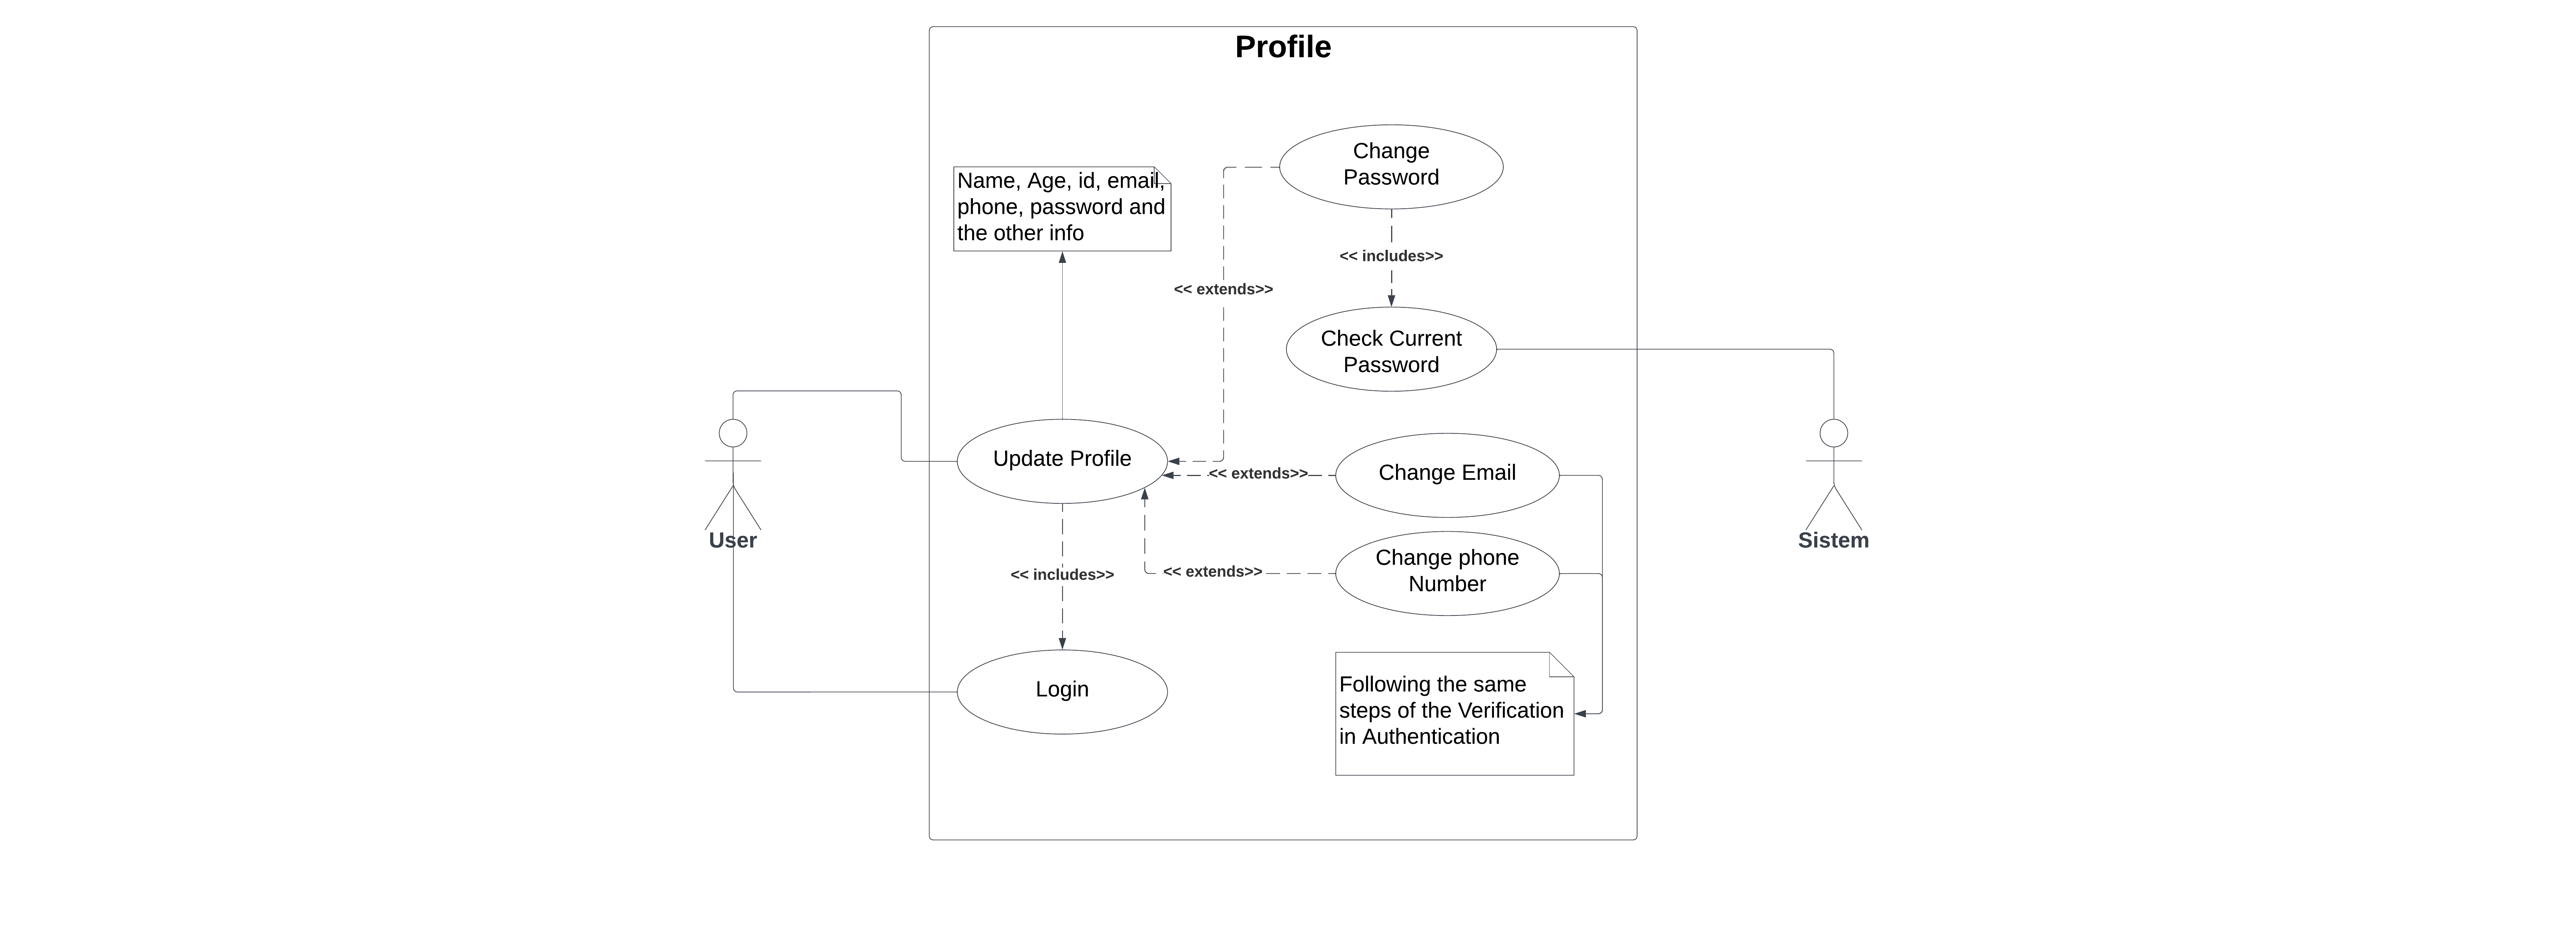 Profile
Change
Password
Name, Age, id, email,
phone, password and
the other info
<< includes>>
<< extends>>
Check Current
Password
Update Profile
<< extends>>
Change Email
User
Sistem
<< includes>>
<< extends>>
Change phone
Number
Login
Following the same
steps of the Verification
in Authentication